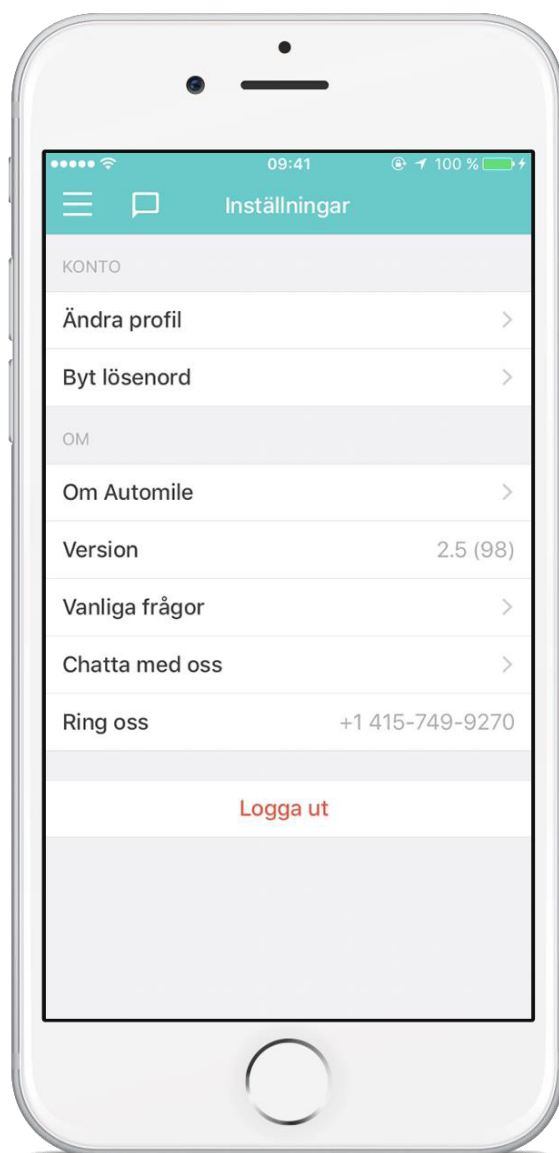 09:41 100 %
Inställningar
KONTO
Ändra profil
Byt lösenord
OM
Om Automile
Version 2.5 (98)
Vanliga frågor
Chatta med oss
Ring oss +1 415-749-9270
Logga ut